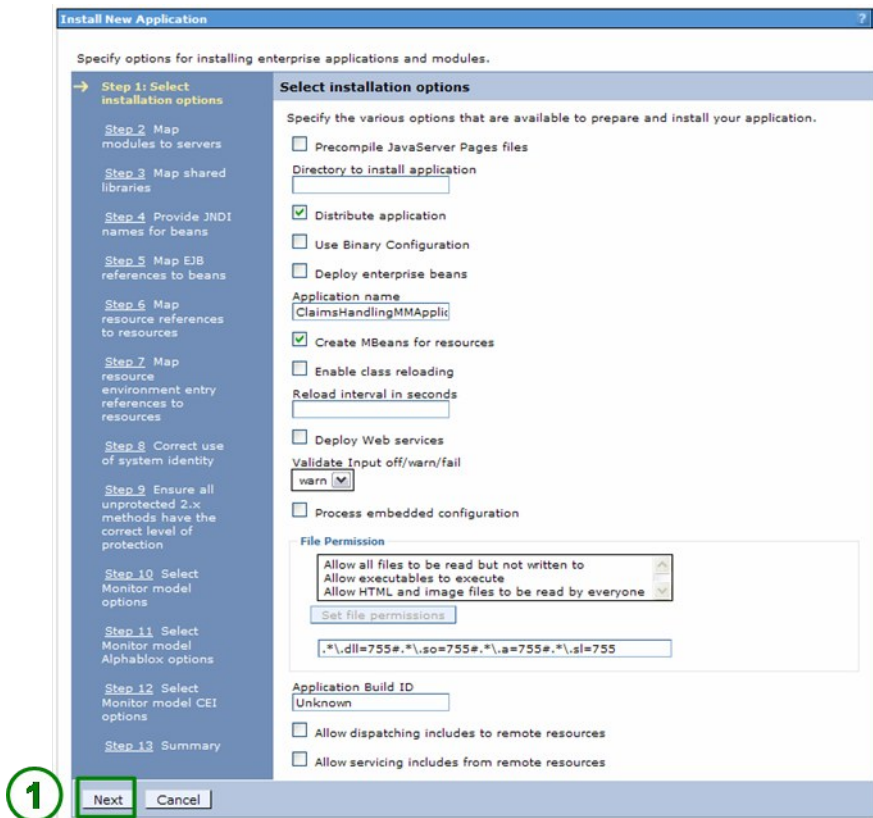 Install New Application
?
Specify options for installing enterprise applications and modules.
Step 1: Select
installation options
Step 2 Map
modules to servers
Step 3 Map shared
libraries
Step 4 Provide JNDI
names for beans
Step 5 Map EJB
references to beans
Step 6 Map
resource references
to resources
Step 7 Map
resource
environment entry
references to
resources
Step 8 Correct use
of system identity
Step 9 Ensure all
unprotected 2.x
methods have the
correct level of
protection
Step 10 Select
Monitor model
options
Step 11 Select
Monitor model
Alphablox options
Step 12 Select
Monitor model CEI
options
Step 13 Summary
Select installation options
Specify the various options that are available to prepare and install your application.
Precompile JavaServer Pages files
Directory to install application
Distribute application
Use Binary Configuration
Deploy enterprise beans
Application name
ClaimsHandlingMMApplic
Create MBeans for resources
Enable class reloading
Reload interval in seconds
Deploy Web services
Validate Input off/warn/fail
warn
Process embedded configuration
File Permission
Allow all files to be read but not written to
Allow executables to execute
Allow HTML and image files to be read by everyone
Set file permissions
.*\.dll=755#.*\.so=755#.*\.a=755#.*\.sl=755
Application Build ID
Unknown
Allow dispatching includes to remote resources
Allow servicing includes from remote resources
1
Next
Cancel